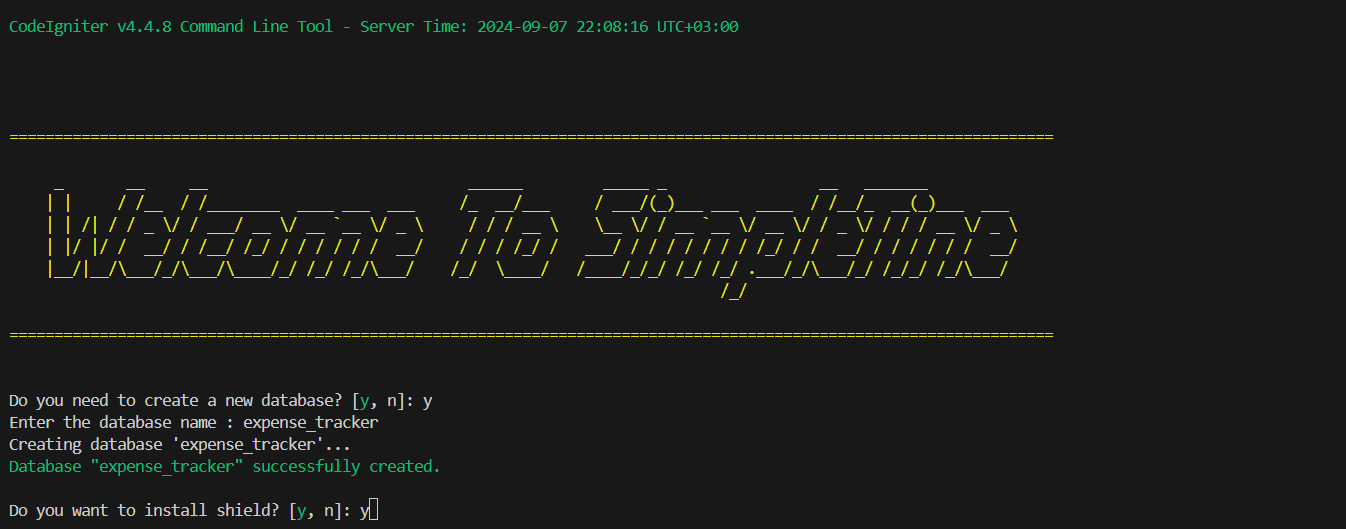 CodeIgniter v4.4.8 Command Line Tool - Server Time: 2024-09-07 22:08:16 UTC+03:00
Welcome To SimpleTine
Do you need to create a new database? [y, n]: y
Enter the database name : expense_tracker
Creating database 'expense_tracker'...
Database "expense_tracker" successfully created.
Do you want to install shield? [y, n]: y